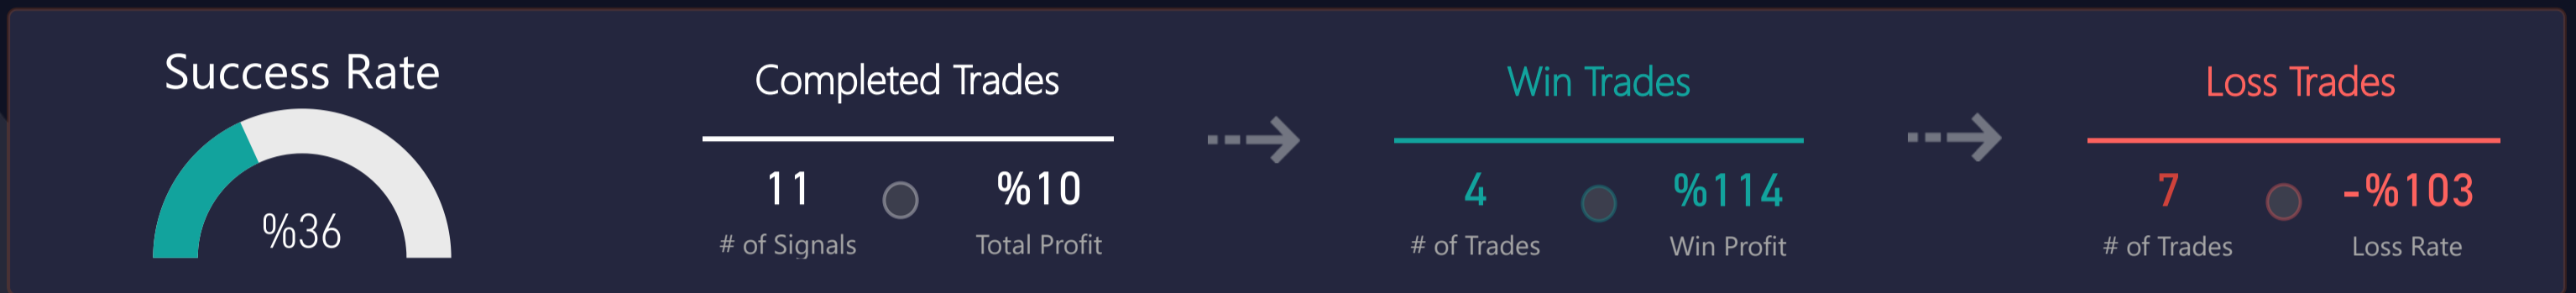 Success Rate
%36
Completed Trades
11
# of Signals
%10
Total Profit
Win Trades
4
# of Trades
%114
Win Profit
Loss Trades
7
# of Trades
-%103
Loss Rate